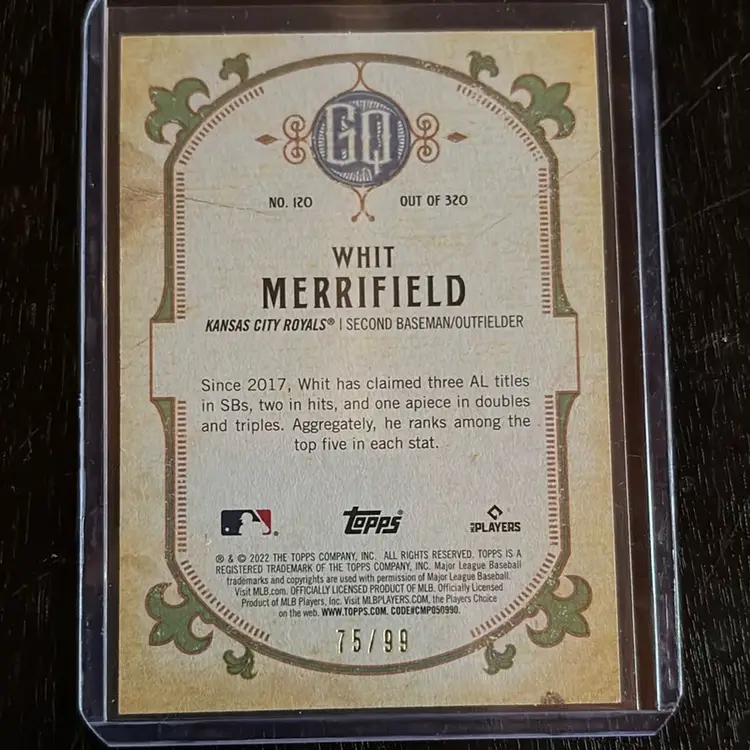 GQ
NO. 120 OUT OF 320
WHIT
MERRIFIELD
KANSAS CITY ROYALS® | SECOND BASEMAN/OUTFIELDER
Since 2017, Whit has claimed three AL titles
in SBs, two in hits, and one apiece in doubles
and triples. Aggregately, he ranks among the
top five in each stat.
topps® PLAYERS
® & © 2022 THE TOPPS COMPANY, INC. ALL RIGHTS RESERVED. TOPPS IS A
REGISTERED TRADEMARK OF THE TOPPS COMPANY, INC. Major League Baseball
trademarks and copyrights are used with permission of Major League Baseball.
Visit MLB.com. OFFICIALLY LICENSED PRODUCT OF MLB. Officially Licensed
Product of MLB Players, Inc. Visit MLBPLAYERS.COM, the Players Choice
on the web. WWW.TOPPS.COM. CODE#CMP050990.
75/99